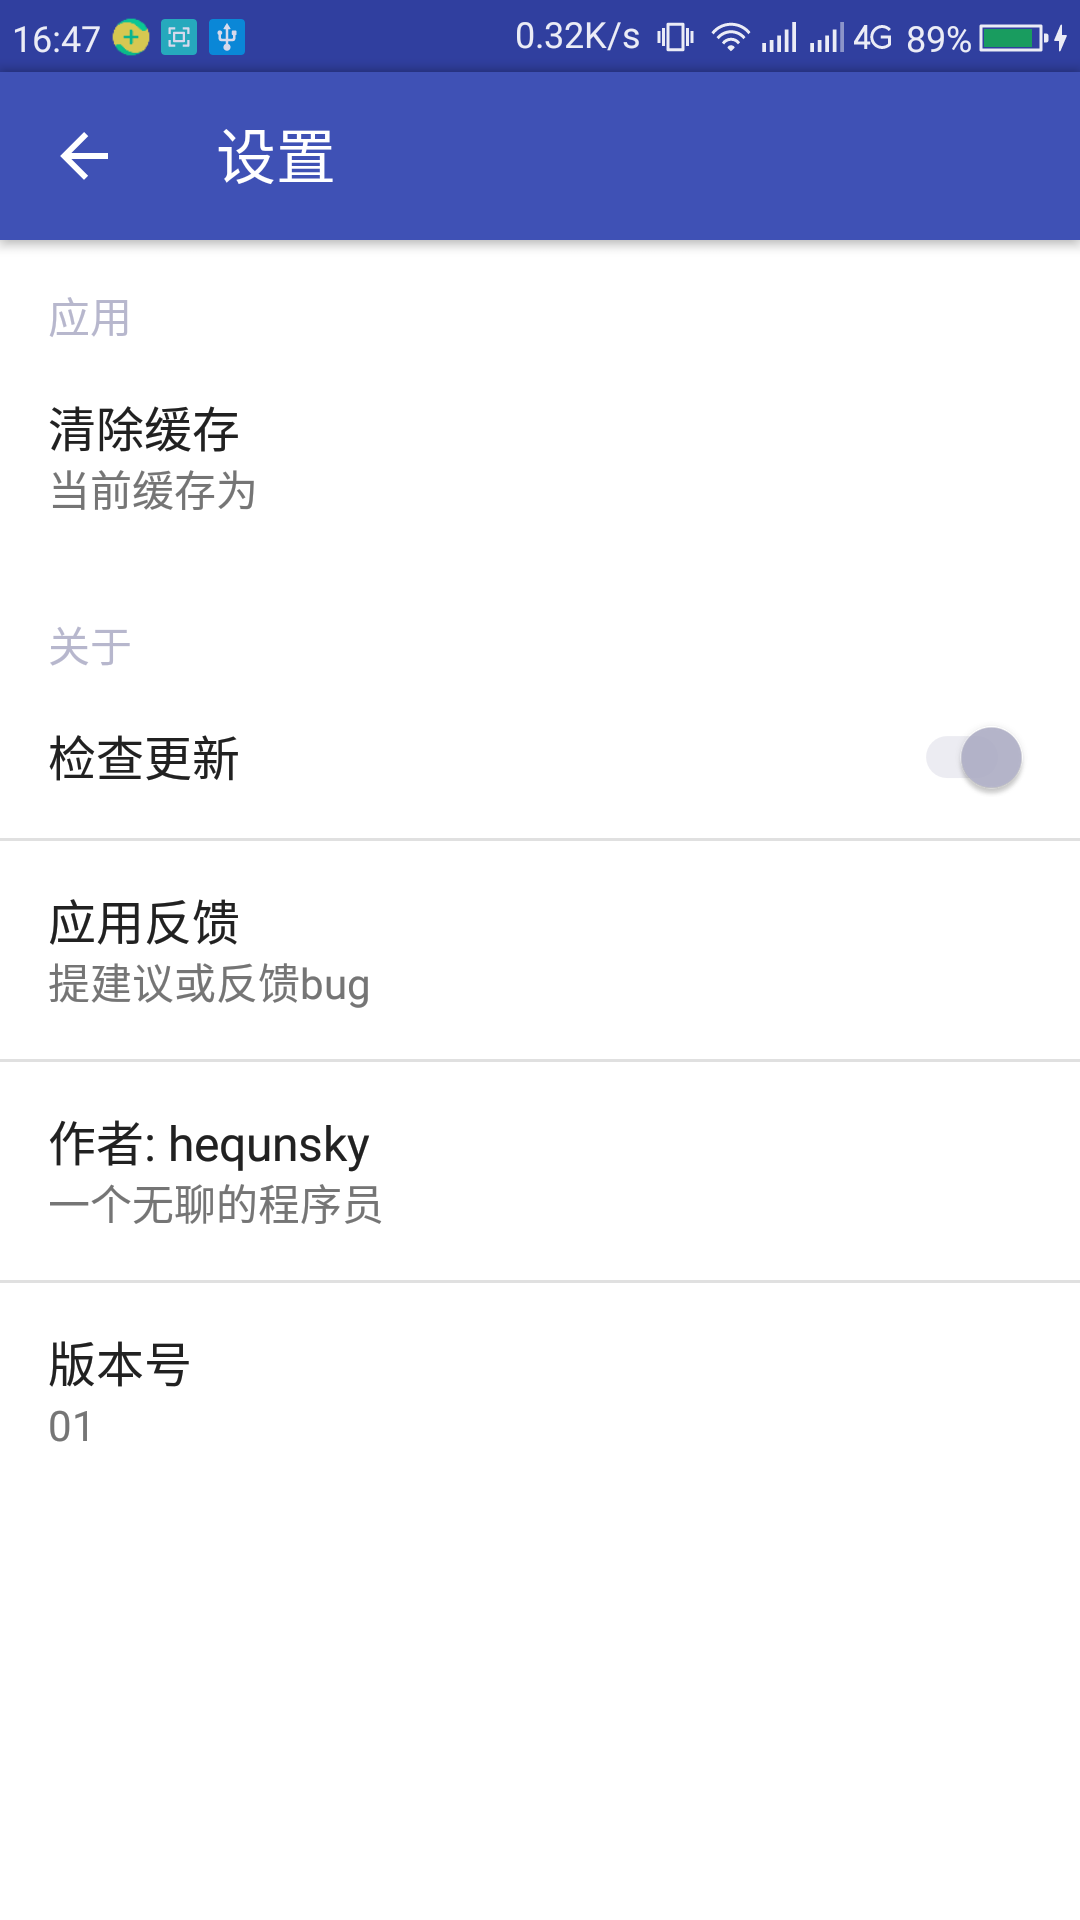 16:47 0.32K/s 4G 89%
设置
应用
清除缓存
当前缓存为
关于
检查更新
应用反馈
提建议或反馈bug
作者: hequnsky
一个无聊的程序员
版本号
01